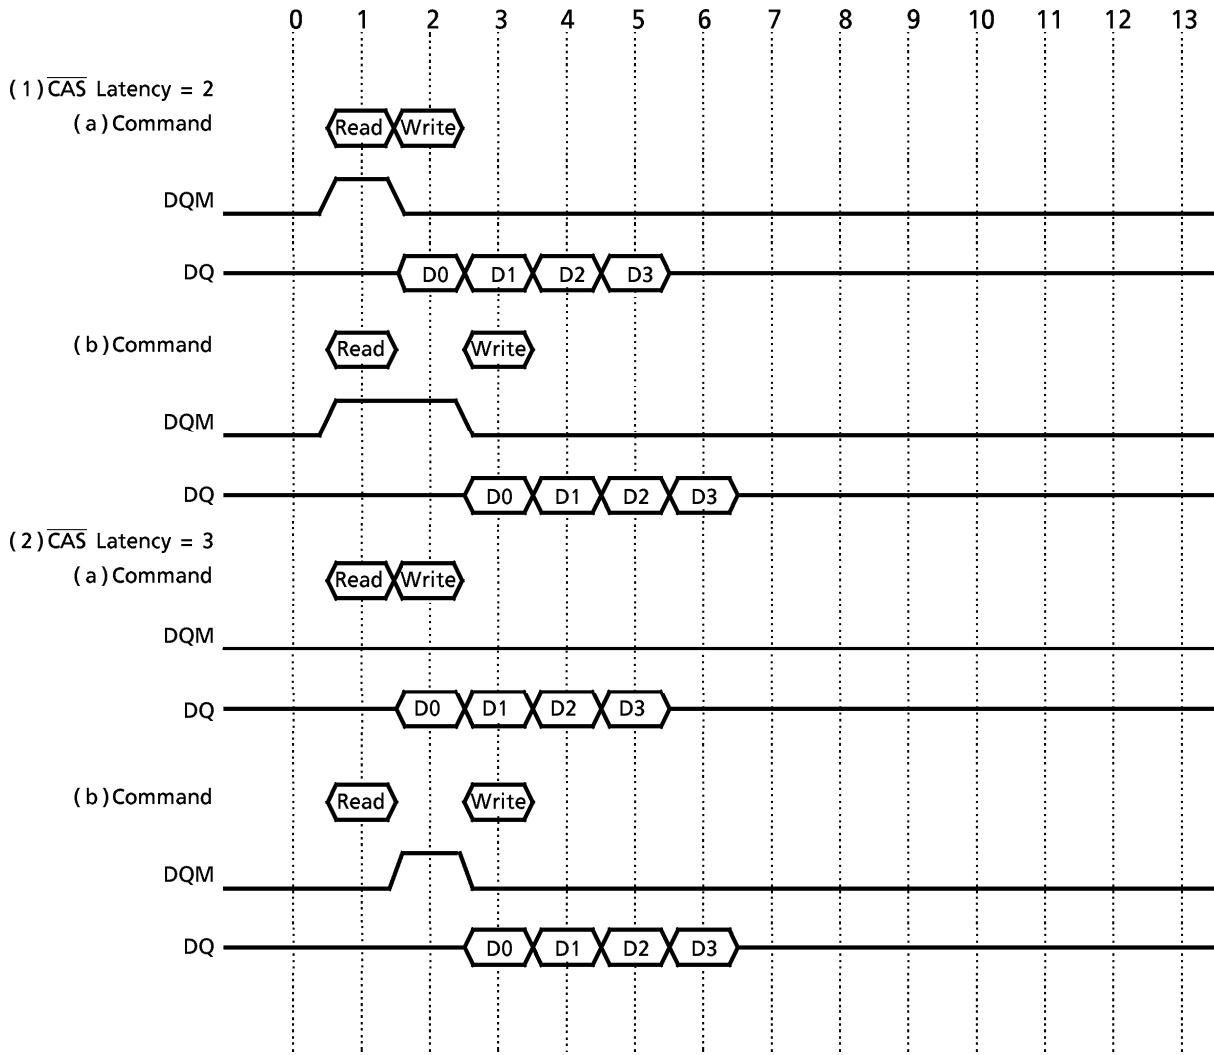 0 1 2 3 4 5 6 7 8 9 10 11 12 13
(1) C̅A̅S̅ Latency = 2
(a) Command Read Write
DQM
DQ D0 D1 D2 D3
(b) Command Read Write
DQM
DQ D0 D1 D2 D3
(2) C̅A̅S̅ Latency = 3
(a) Command Read Write
DQM
DQ D0 D1 D2 D3
(b) Command Read Write
DQM
DQ D0 D1 D2 D3